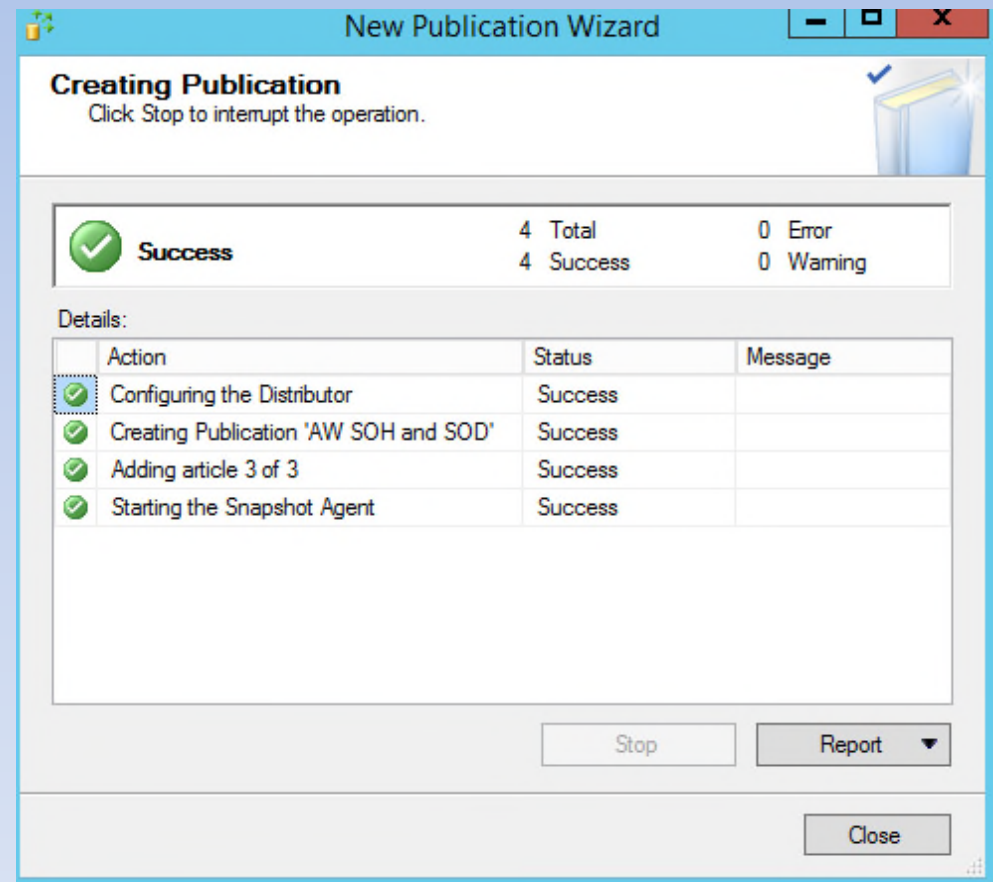 New Publication Wizard
Creating Publication
Click Stop to interrupt the operation.
Success 4 Total 0 Error
4 Success 0 Warning
Details:
Action Status Message
Configuring the Distributor Success
Creating Publication 'AW SOH and SOD' Success
Adding article 3 of 3 Success
Starting the Snapshot Agent Success
Stop Report
Close